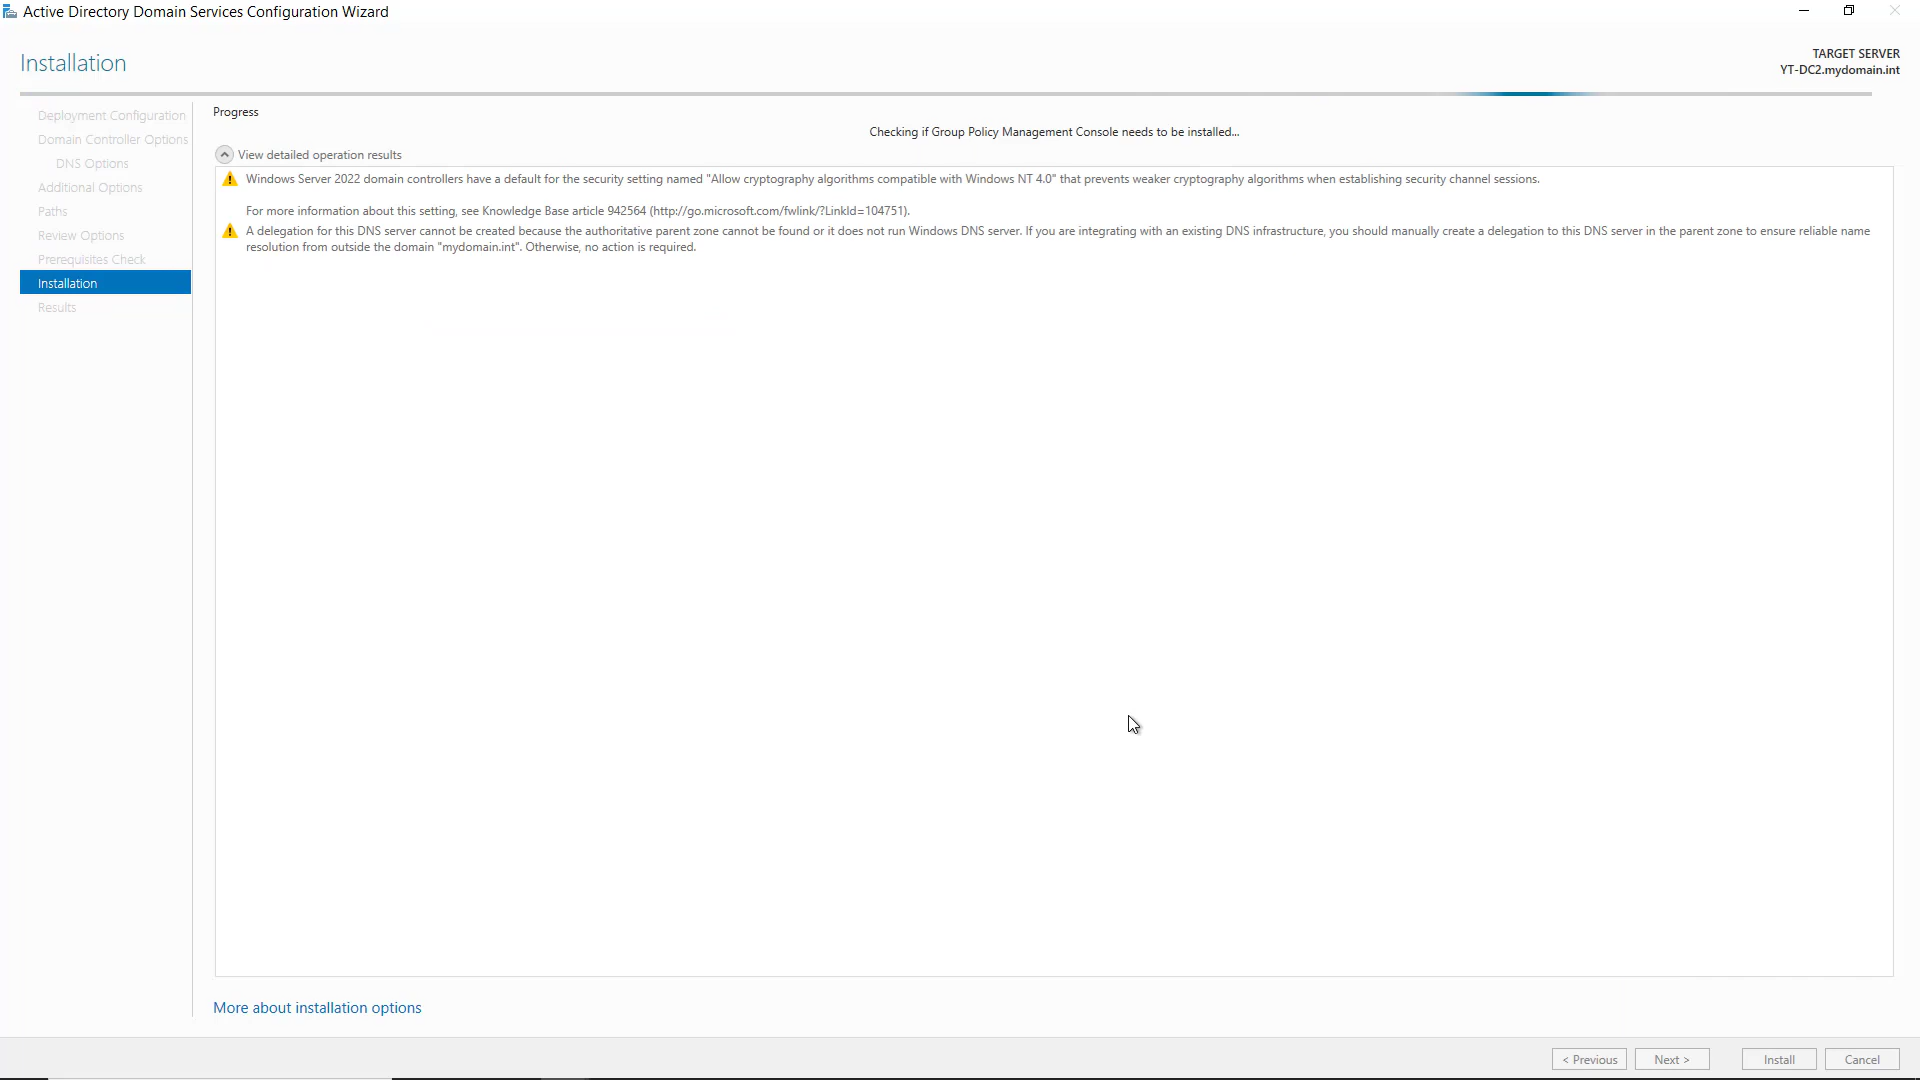 Active Directory Domain Services Configuration Wizard
Installation
TARGET SERVER
YT-DC2.mydomain.int
Deployment Configuration
Domain Controller Options
DNS Options
Additional Options
Paths
Review Options
Prerequisites Check
Installation
Results
Progress
Checking if Group Policy Management Console needs to be installed...
View detailed operation results
Windows Server 2022 domain controllers have a default for the security setting named "Allow cryptography algorithms compatible with Windows NT 4.0" that prevents weaker cryptography algorithms when establishing security channel sessions.
For more information about this setting, see Knowledge Base article 942564 (http://go.microsoft.com/fwlink/?LinkId=104751).
A delegation for this DNS server cannot be created because the authoritative parent zone cannot be found or it does not run Windows DNS server. If you are integrating with an existing DNS infrastructure, you should manually create a delegation to this DNS server in the parent zone to ensure reliable name
resolution from outside the domain "mydomain.int". Otherwise, no action is required.
More about installation options
< Previous
Next >
Install
Cancel